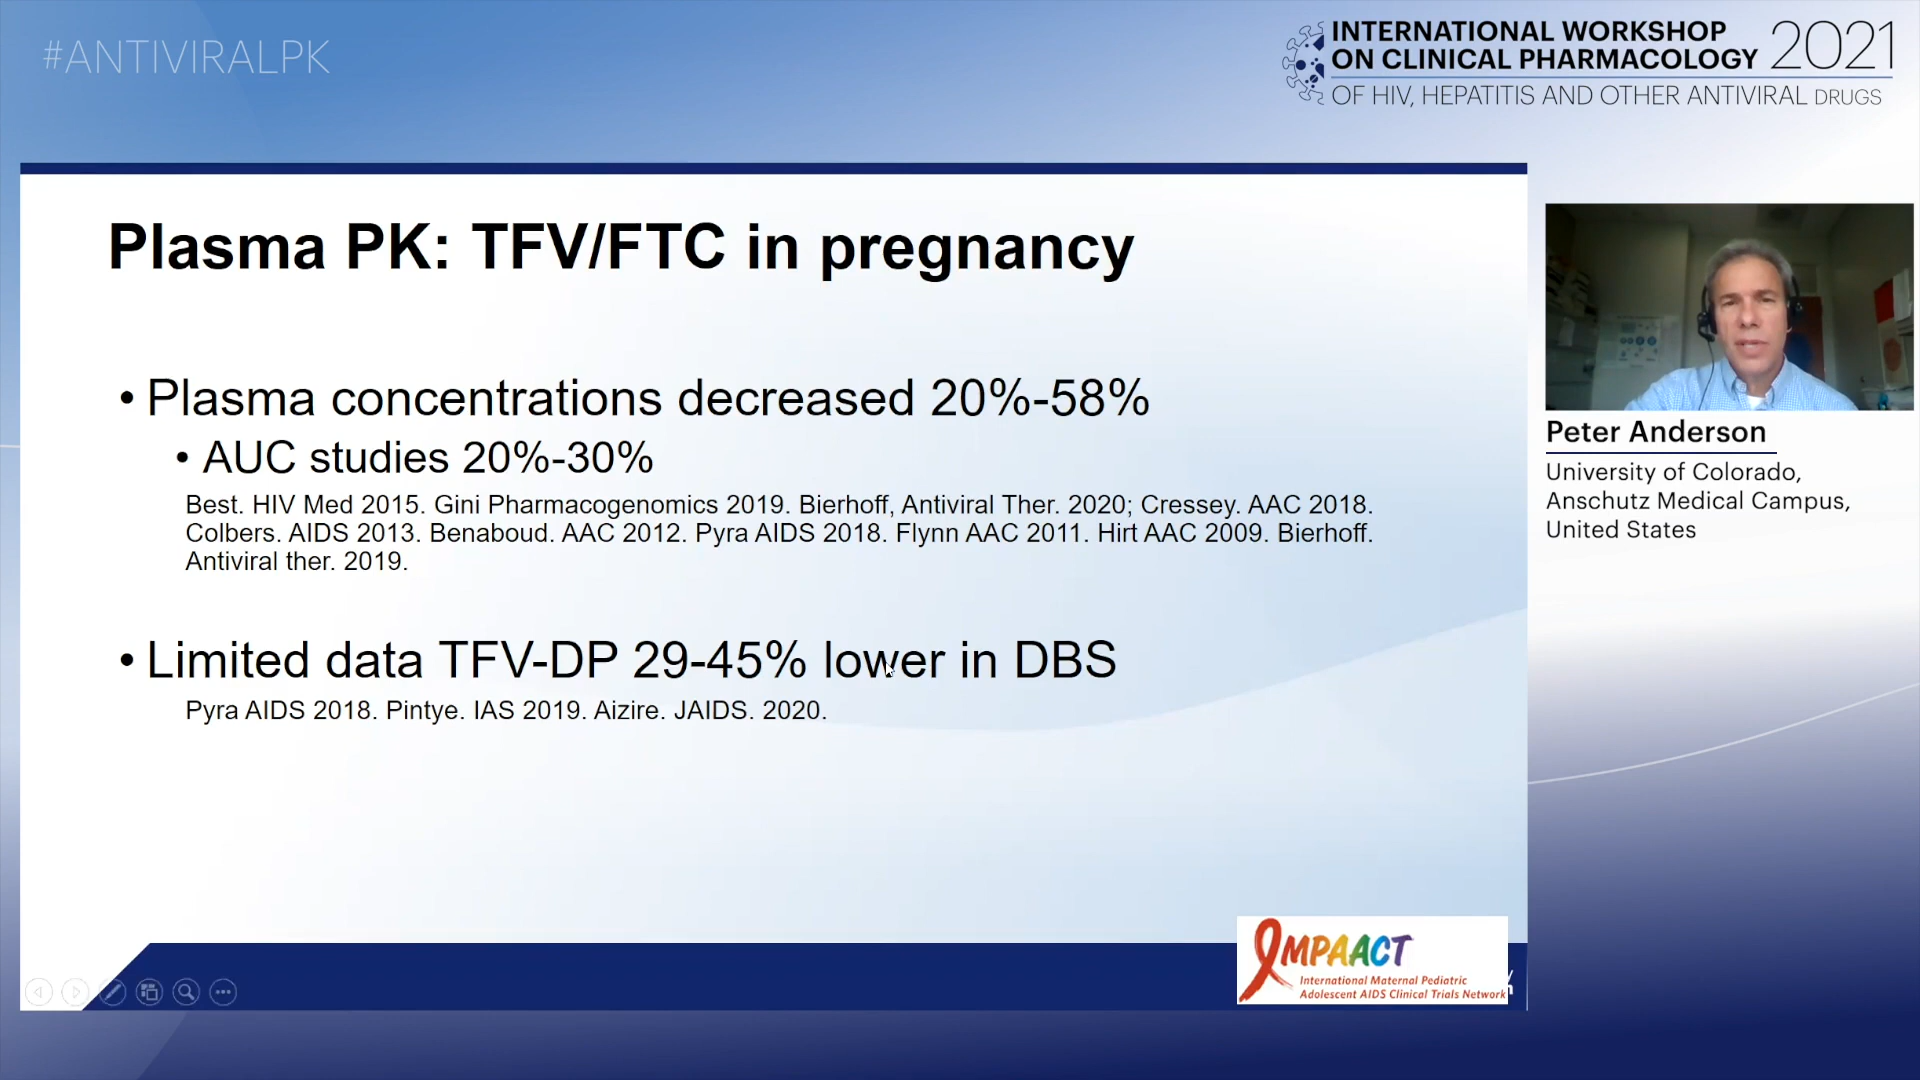 #ANTIVIRALPK
INTERNATIONAL WORKSHOP
ON CLINICAL PHARMACOLOGY 2021
OF HIV, HEPATITIS AND OTHER ANTIVIRAL DRUGS
Plasma PK: TFV/FTC in pregnancy
• Plasma concentrations decreased 20%-58%
• AUC studies 20%-30%
Best. HIV Med 2015. Gini Pharmacogenomics 2019. Bierhoff, Antiviral Ther. 2020; Cressey. AAC 2018.
Colbers. AIDS 2013. Benaboud. AAC 2012. Pyra AIDS 2018. Flynn AAC 2011. Hirt AAC 2009. Bierhoff.
Antiviral ther. 2019.
• Limited data TFV-DP 29-45% lower in DBS
Pyra AIDS 2018. Pintye. IAS 2019. Aizire. JAIDS. 2020.
Peter Anderson
University of Colorado,
Anschutz Medical Campus,
United States
IMPAACT
International Maternal Pediatric
Adolescent AIDS Clinical Trials Network